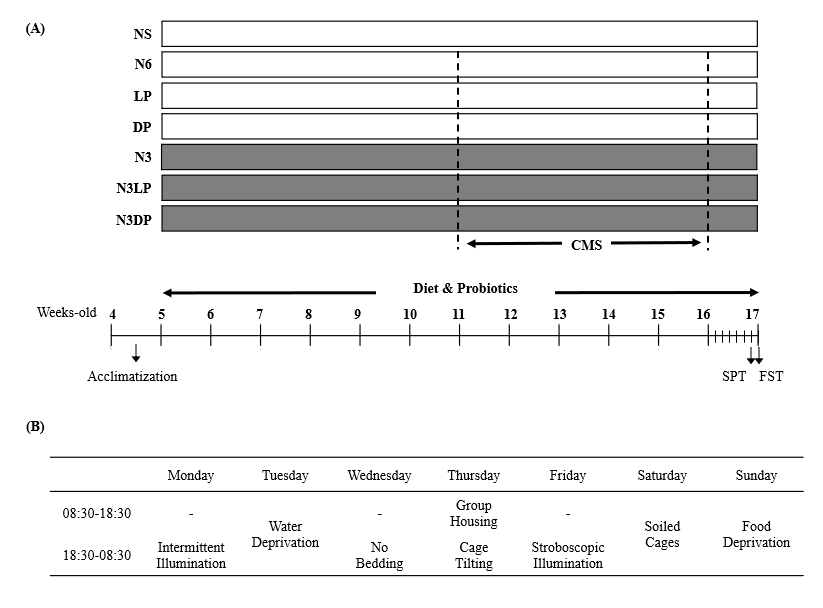 (A)
NS
N6
LP
DP
N3
N3LP
N3DP
CMS
Diet & Probiotics
Weeks-old 4 5 6 7 8 9 10 11 12 13 14 15 16 17
Acclimatization SPT FST
(B)
Monday Tuesday Wednesday Thursday Friday Saturday Sunday
08:30-18:30 - Water Deprivation - Group Housing - Soiled Cages Food Deprivation
18:30-08:30 Intermittent Illumination No Bedding Cage Tilting Stroboscopic Illumination